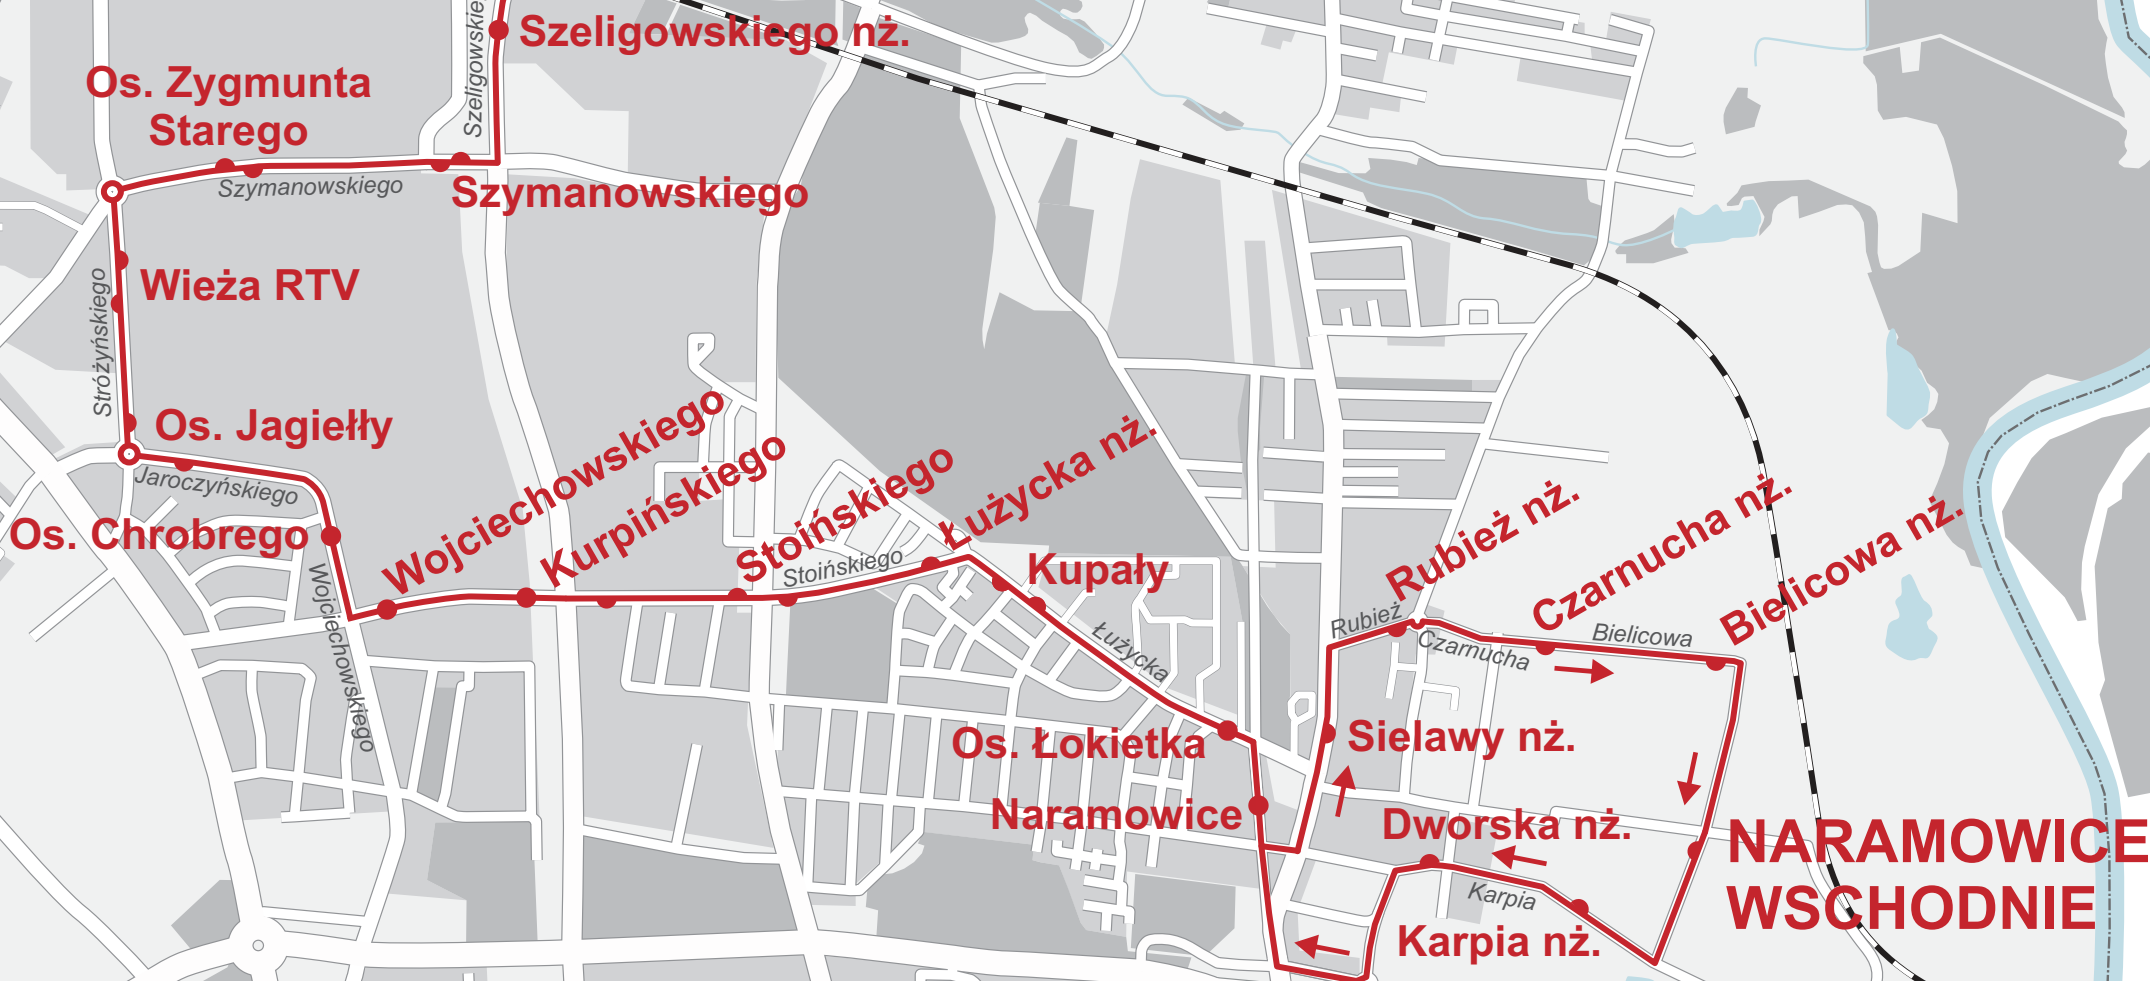 Szeligowskiego nż.
Szeligowskie
Os. Zygmunta
Starego
Szymanowskiego
Szymanowskiego
Wieża RTV
Stróżyńskiego
Os. Jagiełły
Jaroczyńskiego
Os. Chrobrego
Wojciechowskiego
Wojciechowskiego
Kurpińskiego
Stoińskiego
Stoińskiego
Łużycka nż.
Kupały
Łużycka
Os. Łokietka
Naramowice
Rubież nż.
Rubież
Czarnucha nż.
Czarnucha
Bielicowa nż.
Bielicowa
Sielawy nż.
Dworska nż.
Karpia
Karpia nż.
NARAMOWICE
WSCHODNIE